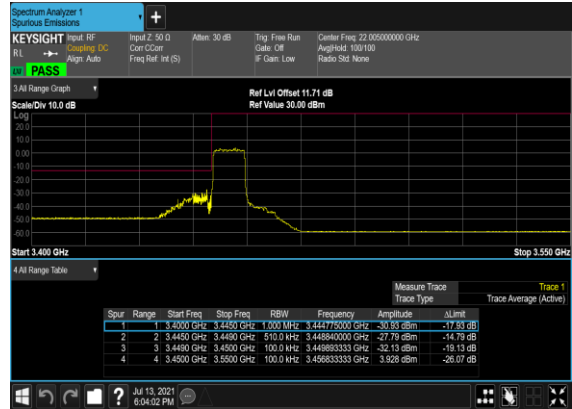 Spectrum Analyzer 1
Spurious Emissions
+
KEYSIGHT Input: RF Input Z: 50 Ω Atten: 30 dB Trig: Free Run Center Freq: 22.005000000 GHz
RL Coupling: DC Corr CCorr Gate: Off Avg|Hold: 100/100
Align: Auto Freq Ref: Int (S) IF Gain: Low Radio Std: None
PASS
3 All Range Graph
Ref Lvl Offset 11.71 dB
Scale/Div 10.0 dB Ref Value 30.00 dBm
Log
20.0
10.0
0.00
-10.0
-20.0
-30.0
-40.0
-50.0
-60.0
Start 3.400 GHz Stop 3.550 GHz
4 All Range Table
Measure Trace Trace 1
Trace Type Trace Average (Active)
Spur Range Start Freq Stop Freq RBW Frequency Amplitude ΔLimit
1 1 3.4000 GHz 3.4450 GHz 1.000 MHz 3.444775000 GHz -30.93 dBm -17.93 dB
2 2 3.4450 GHz 3.4490 GHz 510.0 kHz 3.448840000 GHz -27.79 dBm -14.79 dB
3 3 3.4490 GHz 3.4500 GHz 100.0 kHz 3.449893333 GHz -32.13 dBm -19.13 dB
4 4 3.4500 GHz 3.5500 GHz 100.0 kHz 3.456833333 GHz 3.928 dBm -26.07 dB
? Jul 13, 2021
6:04:02 PM